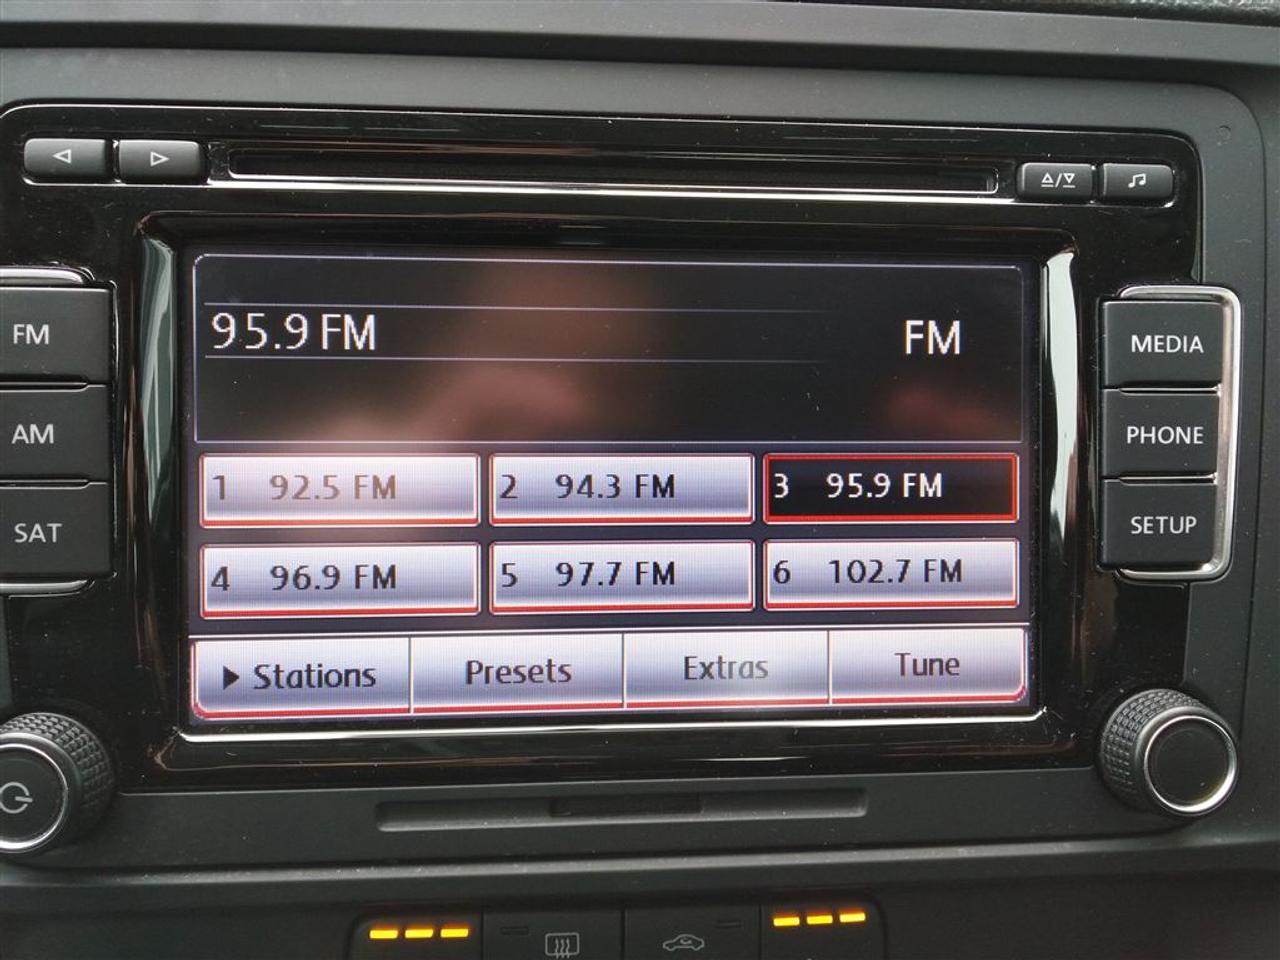 FM
AM
SAT
95.9 FM FM
1 92.5 FM
2 94.3 FM
3 95.9 FM
4 96.9 FM
5 97.7 FM
6 102.7 FM
Stations
Presets
Extras
Tune
MEDIA
PHONE
SETUP